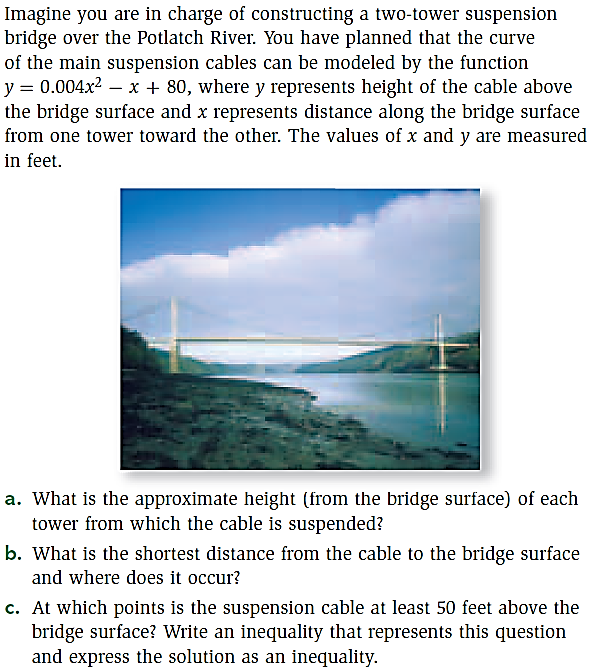 Imagine you are in charge of constructing a two-tower suspension
bridge over the Potlatch River. You have planned that the curve
of the main suspension cables can be modeled by the function
y = 0.004x² – x + 80, where y represents height of the cable above
the bridge surface and x represents distance along the bridge surface
from one tower toward the other. The values of x and y are measured
in feet.
a. What is the approximate height (from the bridge surface) of each
tower from which the cable is suspended?
b. What is the shortest distance from the cable to the bridge surface
and where does it occur?
c. At which points is the suspension cable at least 50 feet above the
bridge surface? Write an inequality that represents this question
and express the solution as an inequality.